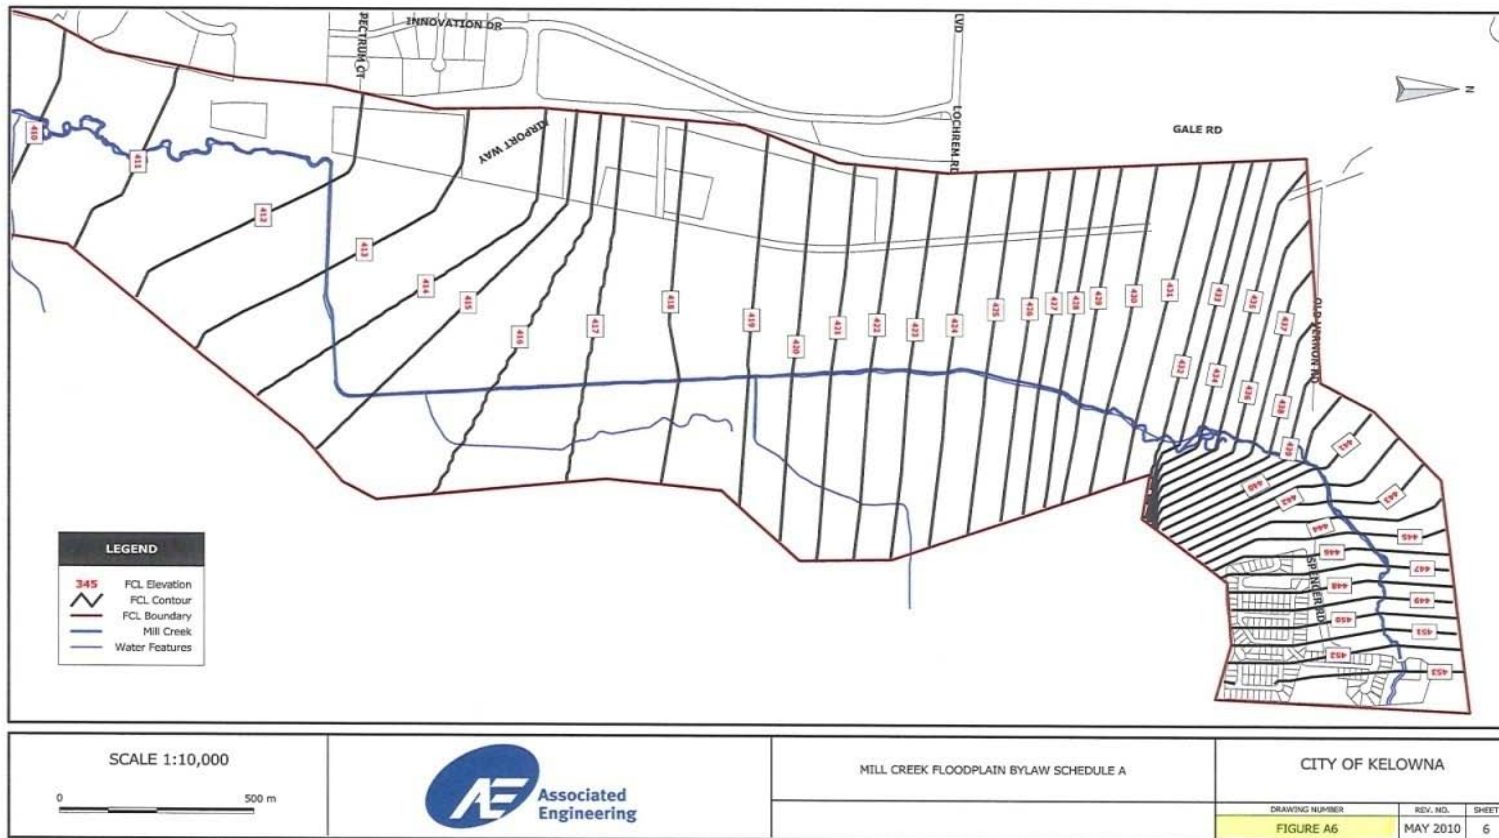 INNOVATION DR
PECTRUM CT
LVD
LOCHREM RD
GALE RD
N
AIRPORT WAY
OLD VERNON RD
SPENCER RD
410
411
412
413
414
415
416
417
418
419
420
421
422
423
424
425
426
427
428
429
430
431
432
433
434
435
436
437
438
439
440
441
442
443
444
445
446
447
448
449
450
451
452
453
LEGEND
345 FCL Elevation
FCL Contour
FCL Boundary
Mill Creek
Water Features
SCALE 1:10,000
0 500 m
AE Associated
Engineering
MILL CREEK FLOODPLAIN BYLAW SCHEDULE A
CITY OF KELOWNA
DRAWING NUMBER REV. NO. SHEET
FIGURE A6 MAY 2010 6